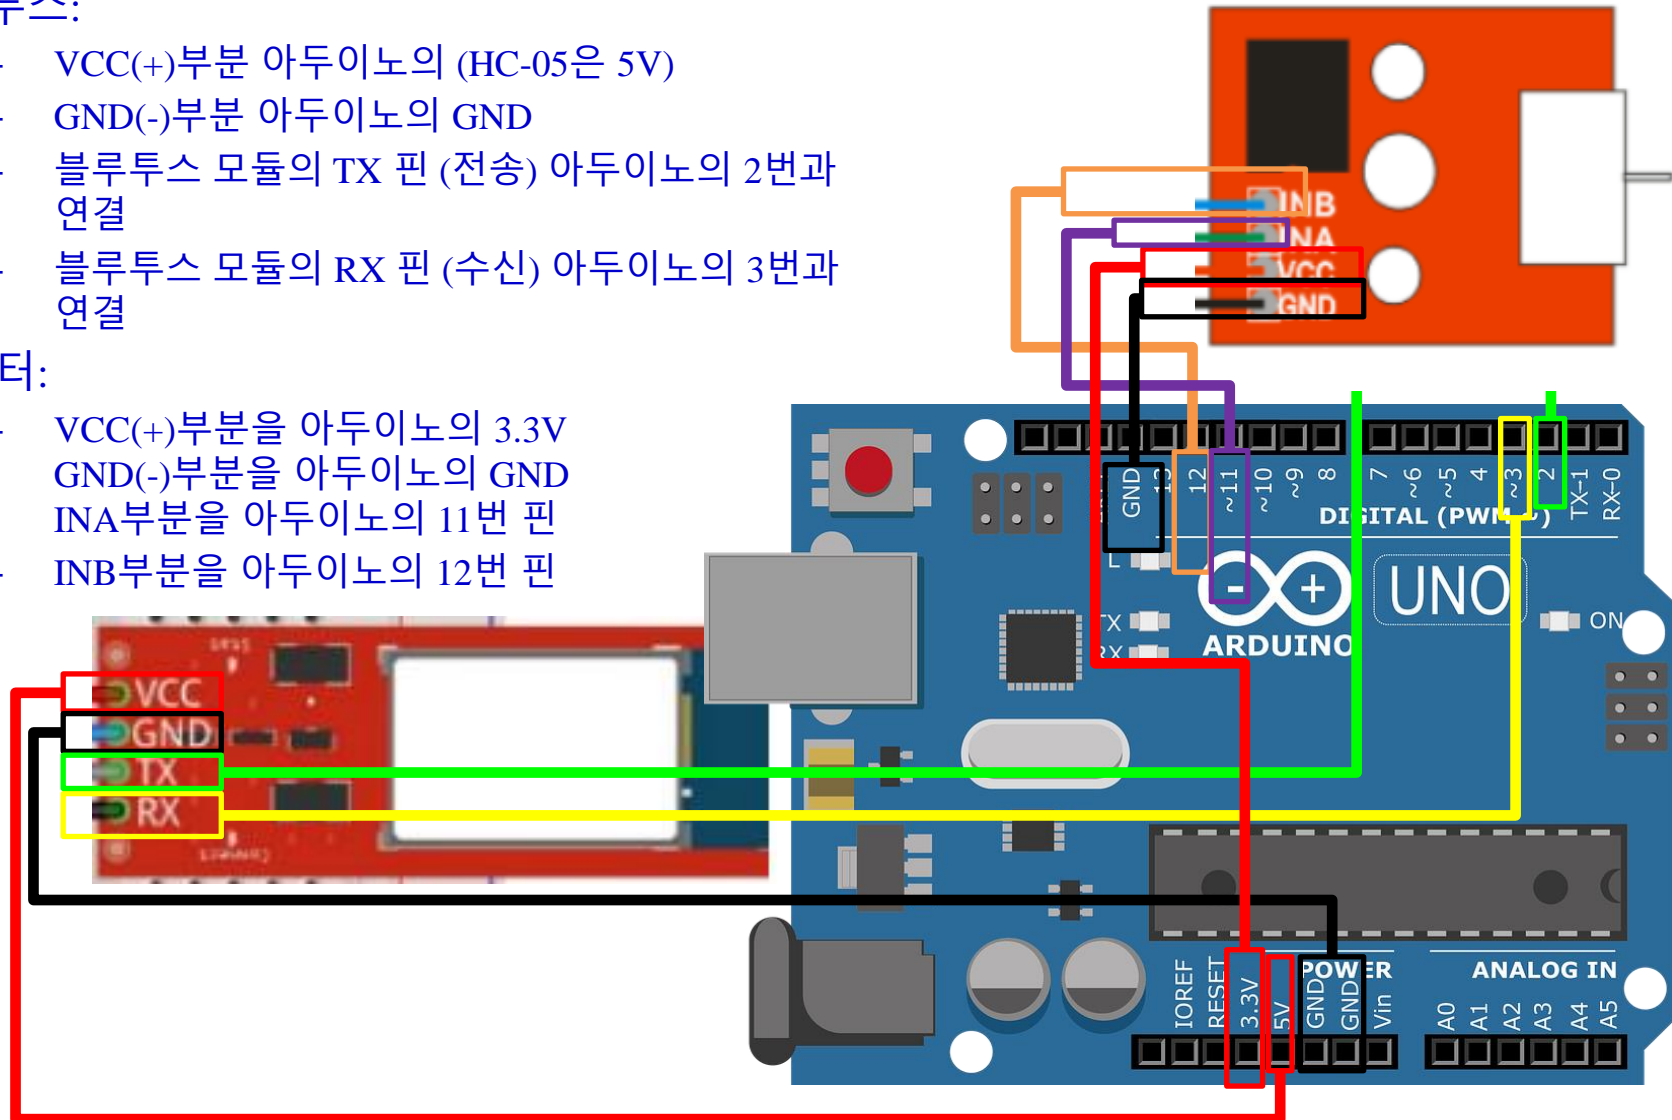 루스:
- VCC(+)부분 아두이노의 (HC-05은 5V)
- GND(-)부분 아두이노의 GND
- 블루투스 모듈의 TX 핀 (전송) 아두이노의 2번과
연결
- 블루투스 모듈의 RX 핀 (수신) 아두이노의 3번과
연결
터:
- VCC(+)부분을 아두이노의 3.3V
GND(-)부분을 아두이노의 GND
INA부분을 아두이노의 11번 핀
- INB부분을 아두이노의 12번 핀
INB
INA
VCC
GND
GND
13
12
~11
~10
~9
8
7
~6
~5
4
~3
2
TX→1
RX←0
DIGITAL (PWM ~)
L
TX
RX
ARDUINO
UNO
ON
VCC
GND
TX
RX
IOREF
RESET
3.3V
5V
GND
GND
Vin
POWER
ANALOG IN
A0
A1
A2
A3
A4
A5